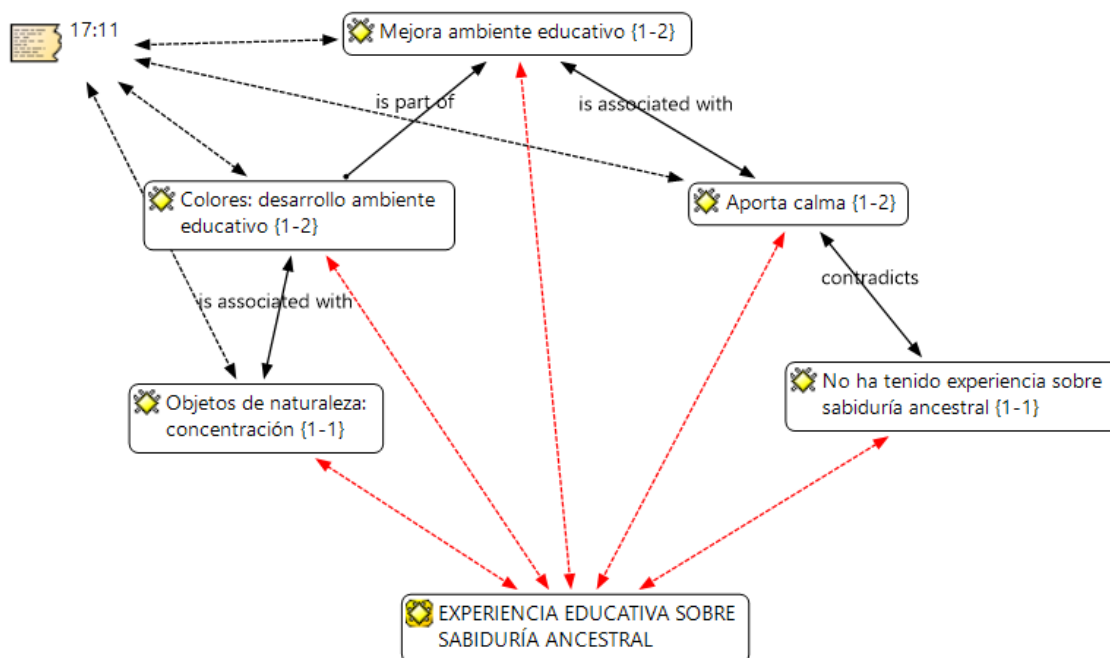 17:11
Mejora ambiente educativo {1-2}
is part of
is associated with
Colores: desarrollo ambiente
educativo {1-2}
Aporta calma {1-2}
contradicts
is associated with
Objetos de naturaleza:
concentración {1-1}
No ha tenido experiencia sobre
sabiduría ancestral {1-1}
EXPERIENCIA EDUCATIVA SOBRE
SABIDURÍA ANCESTRAL